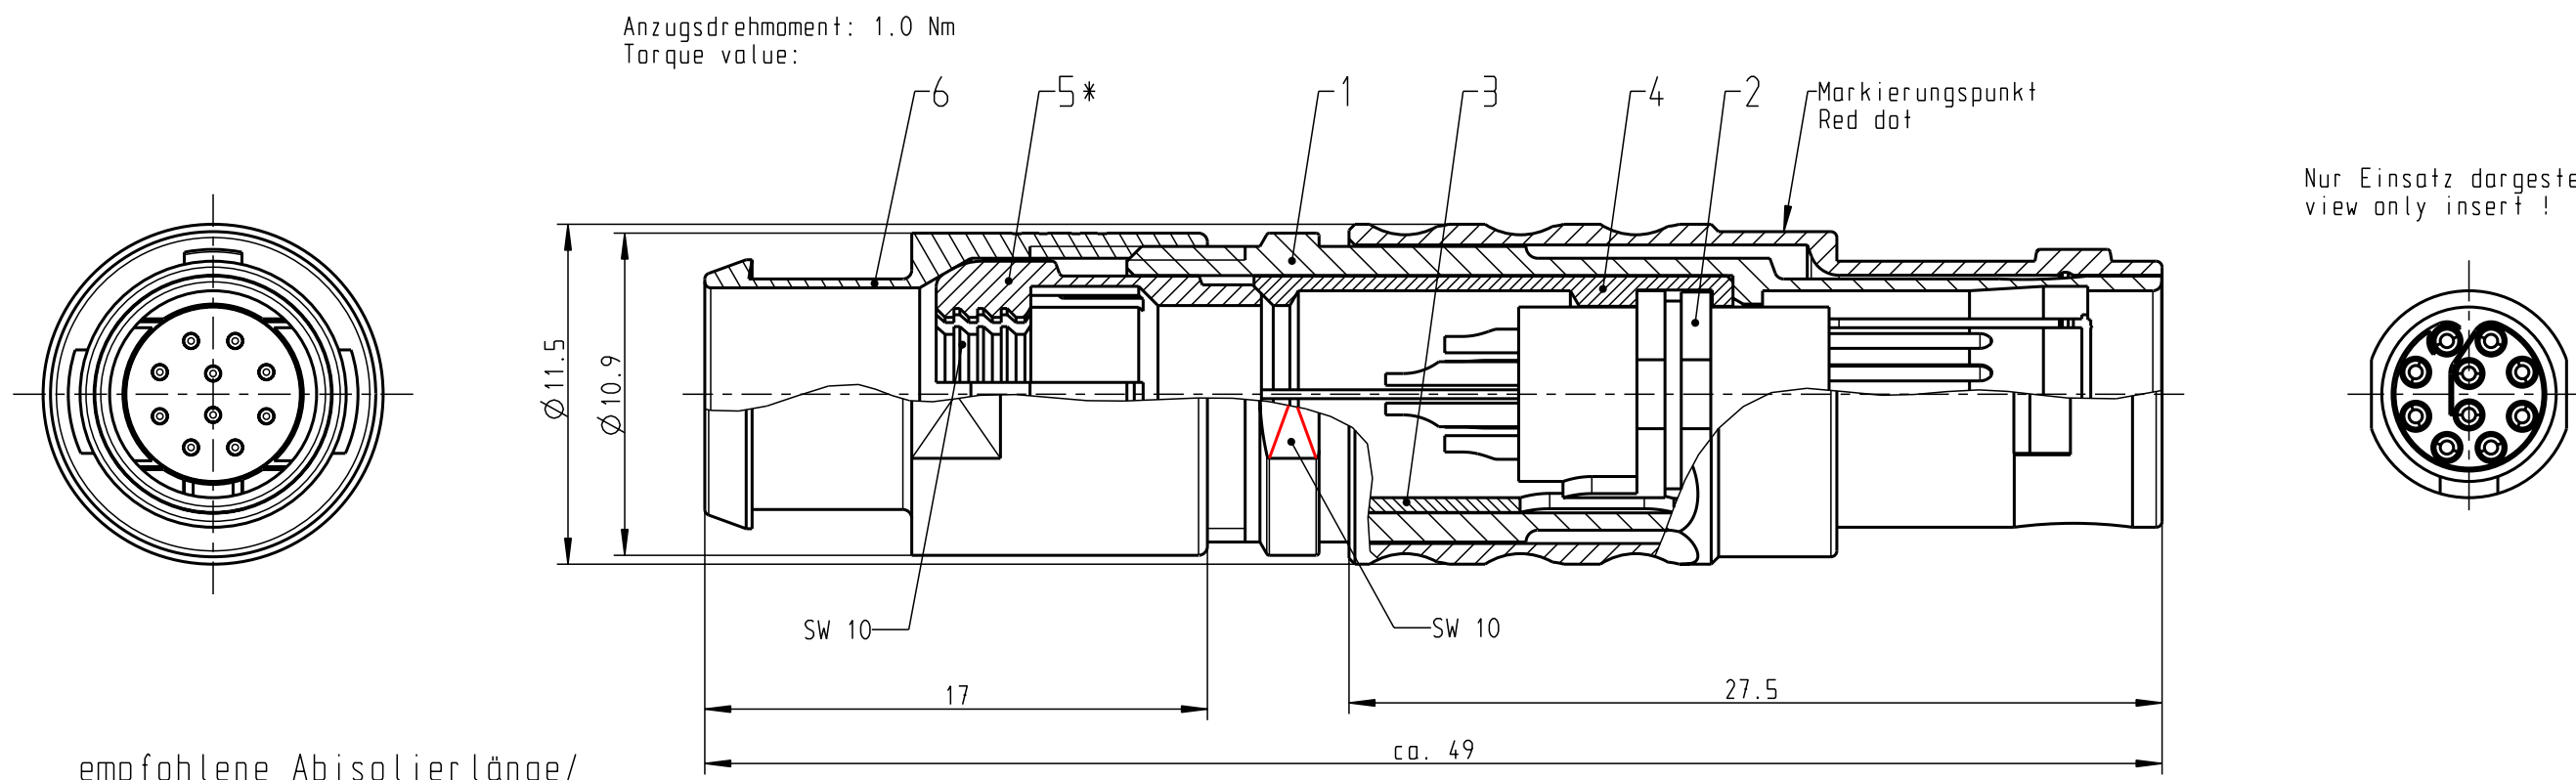 Anzugsdrehmoment: 1.0 Nm
Torque value:
6
5*
1
3
4
2
Markierungspunkt
Red dot
Nur Einsatz
view only insert !
Ø11.5
Ø10.9
SW 10
SW 10
17
27.5
ca. 49
empfohlene Abisolierlänge/